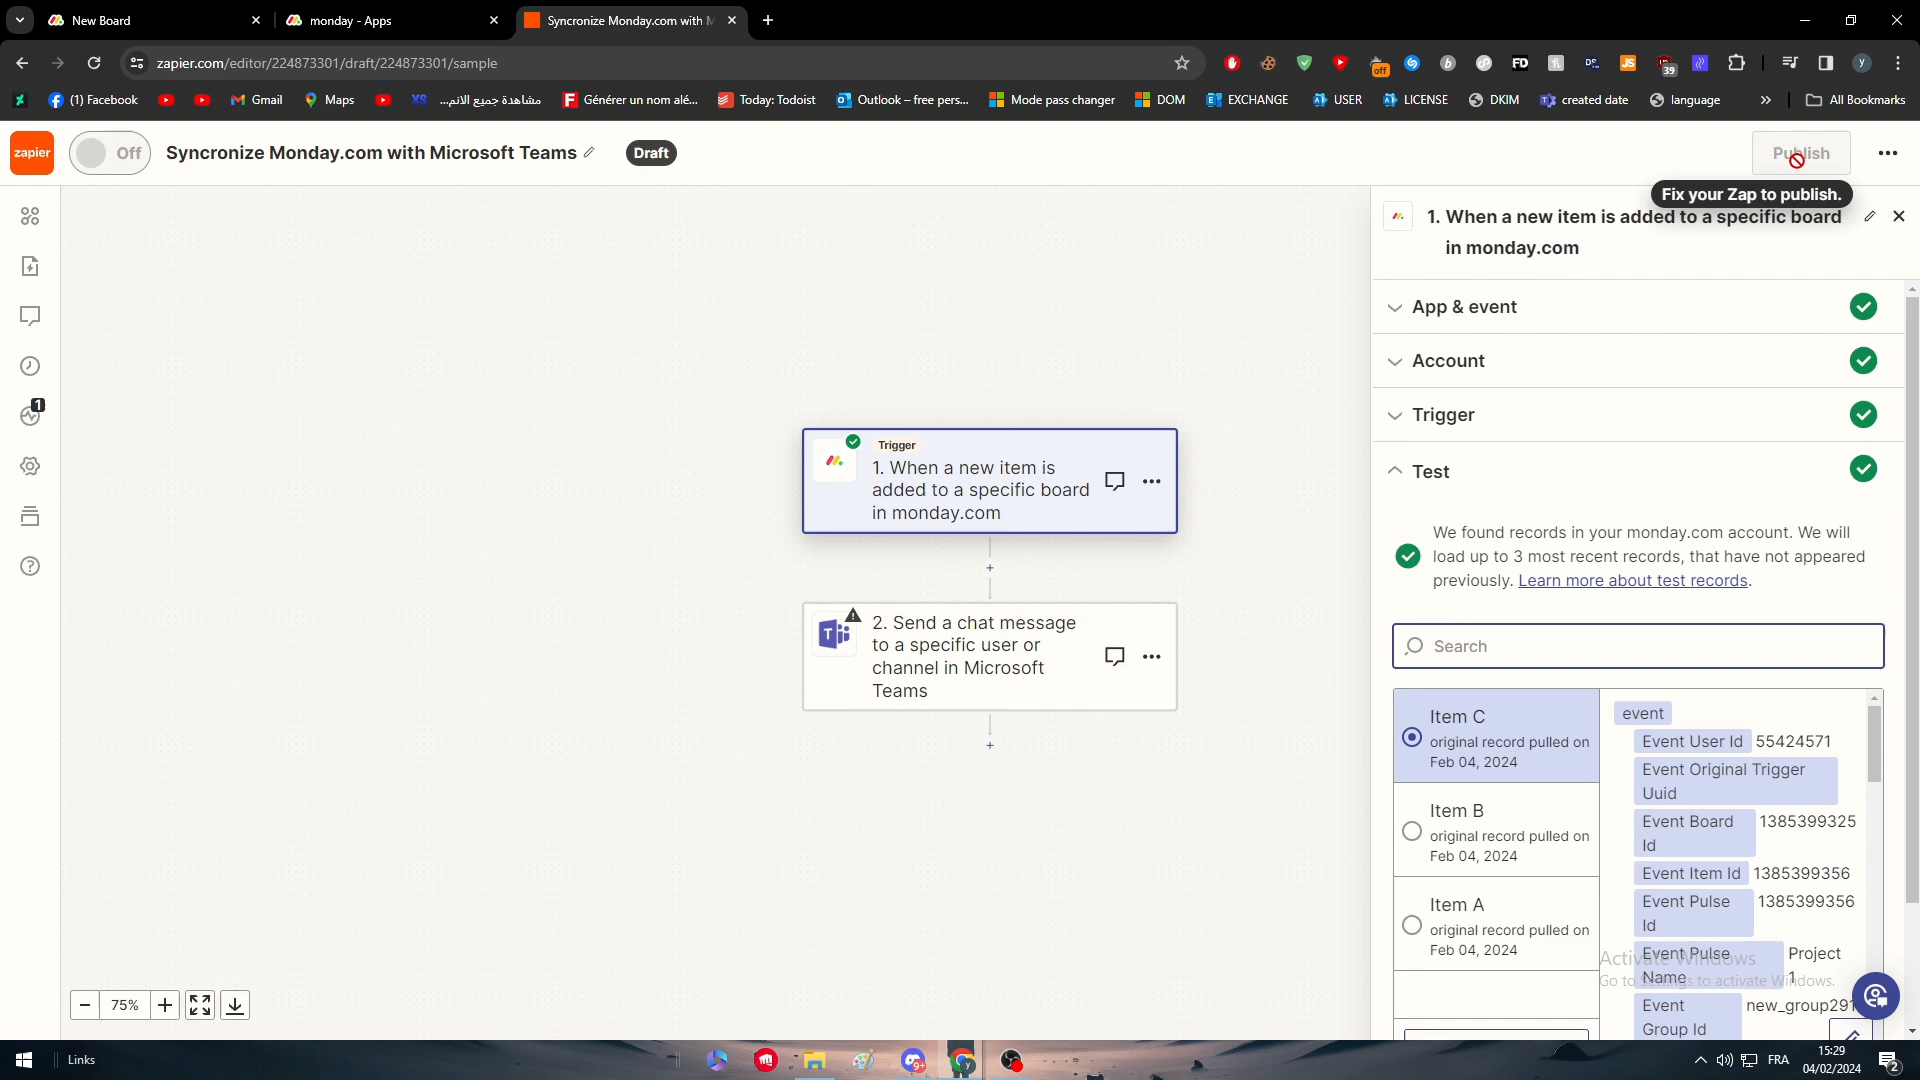 New Board
monday - Apps
Syncronize Monday.com with M
zapier.com/editor/224873301/draft/224873301/sample
off
FD
JS
39
y
(1) Facebook
Gmail
Maps
مشاهدة جميع الانم...
Générer un nom alé...
Today: Todoist
Outlook – free pers...
Mode pass changer
DOM
EXCHANGE
USER
LICENSE
DKIM
created date
language
All Bookmarks
zapier
Off
Syncronize Monday.com with Microsoft Teams
Draft
Publish
Fix your Zap to publish.
1. When a new item is added to a specific board
in monday.com
App & event
Account
Trigger
Test
We found records in your monday.com account. We will
load up to 3 most recent records, that have not appeared
previously. Learn more about test records.
Search
Item C
original record pulled on
Feb 04, 2024
Item B
original record pulled on
Feb 04, 2024
Item A
original record pulled on
Feb 04, 2024
event
Event User Id 55424571
Event Original Trigger
Uuid
Event Board 1385399325
Id
Event Item Id 1385399356
Event Pulse 1385399356
Id
Event Pulse Project
Name 1
Event new_group291
Group Id
Activate Windows
Go to Settings to activate Windows.
1
Trigger
1. When a new item is
added to a specific board
in monday.com
2. Send a chat message
to a specific user or
channel in Microsoft
Teams
75%
Links
9+
FRA
15:29
04/02/2024
2